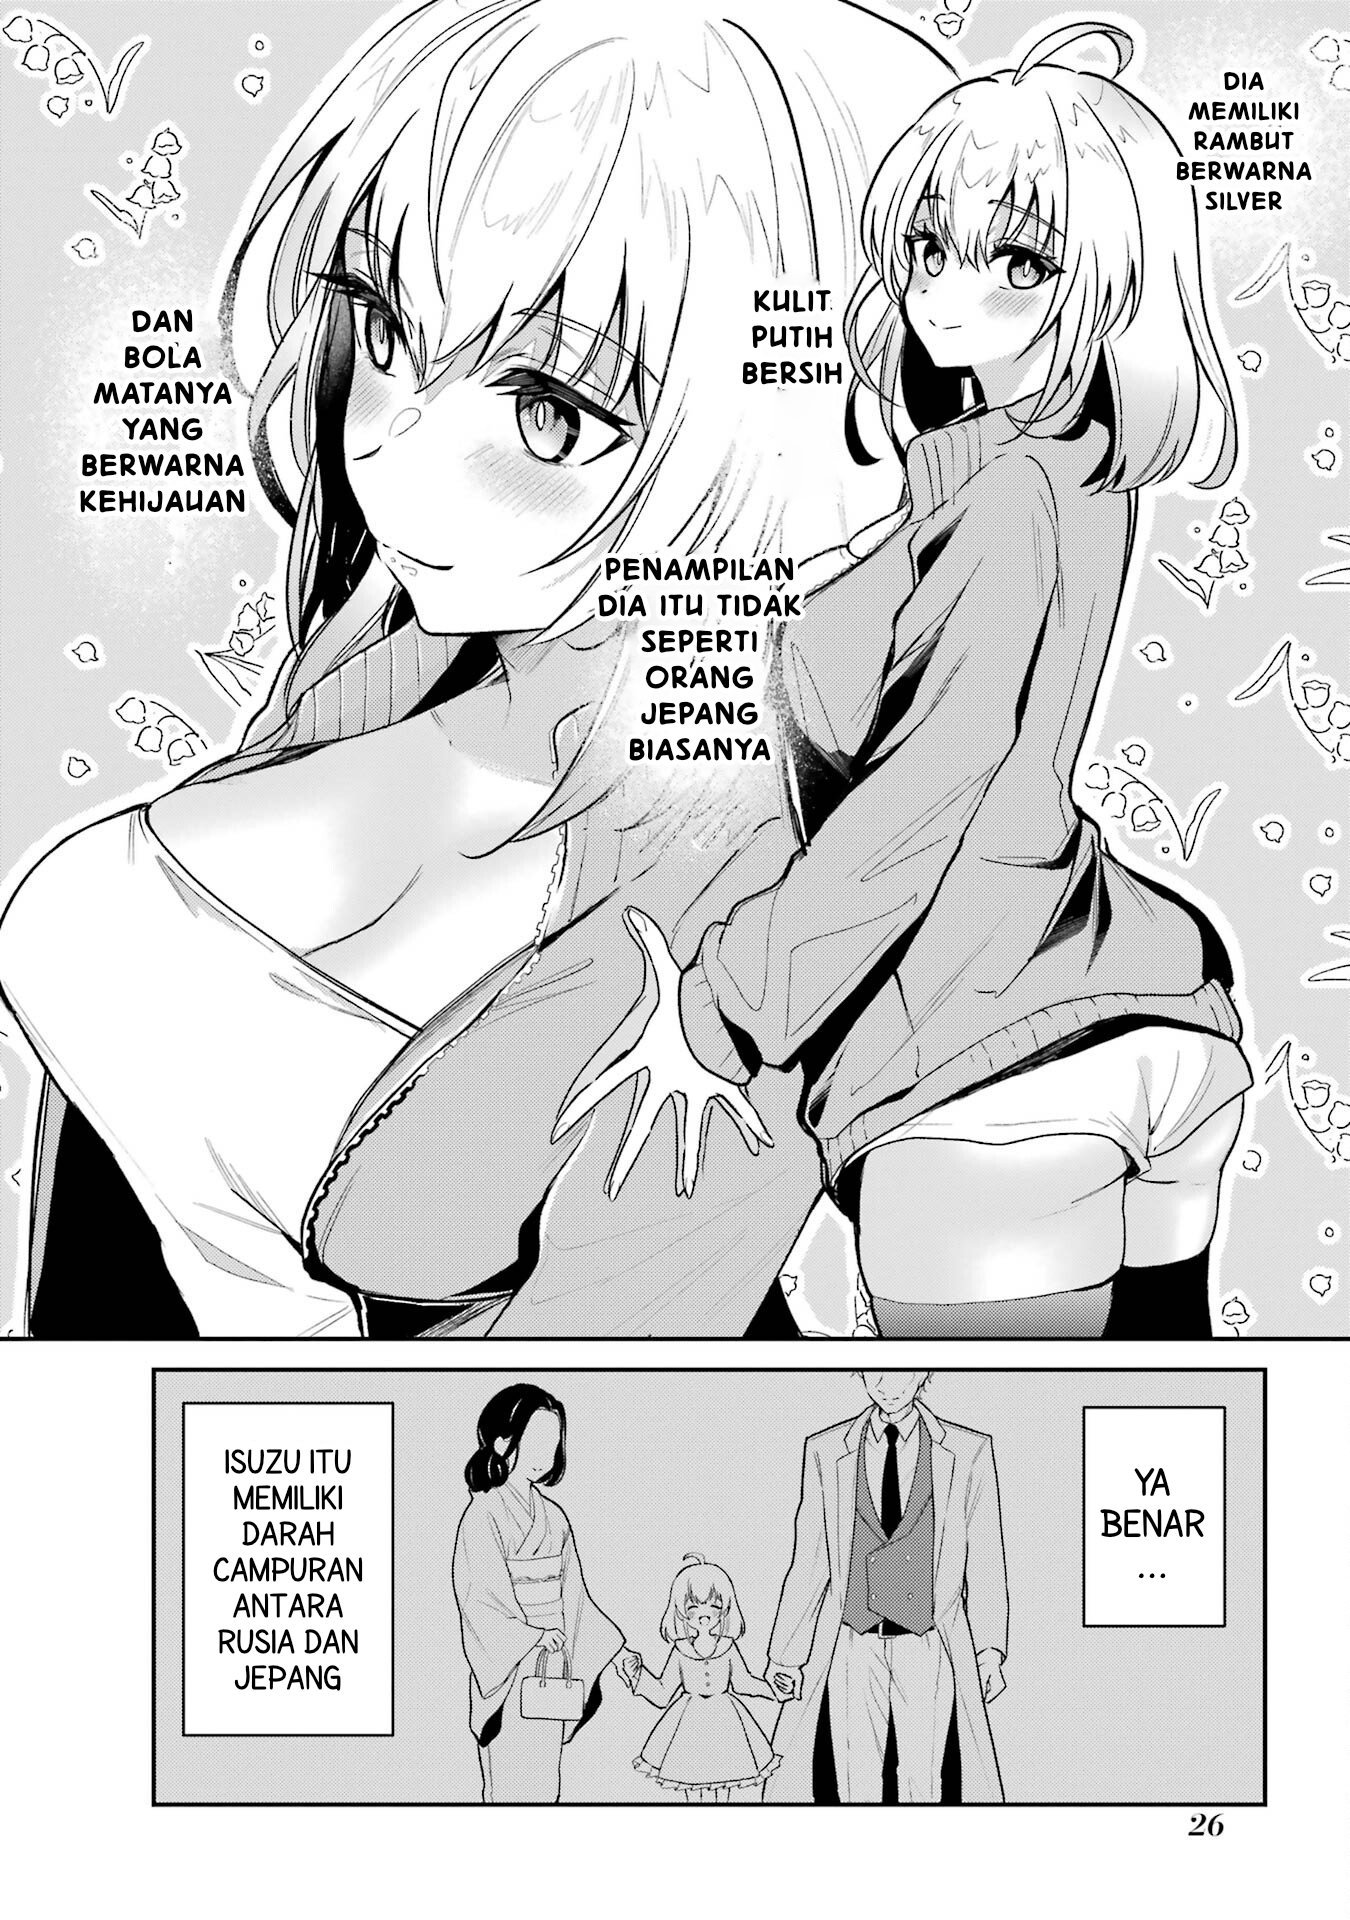 DIA
MEMILIKI
RAMBUT
BERWARNA
SILVER
KULIT
PUTIH
BERSIH
DAN
BOLA
MATANYA
YANG
BERWARNA
KEHIJAUAN
PENAMPILAN
DIA ITU TIDAK
SEPERTI
ORANG
JEPANG
BIASANYA
YA
BENAR
...
ISUZU ITU
MEMILIKI
DARAH
CAMPURAN
ANTARA
RUSIA DAN
JEPANG
26